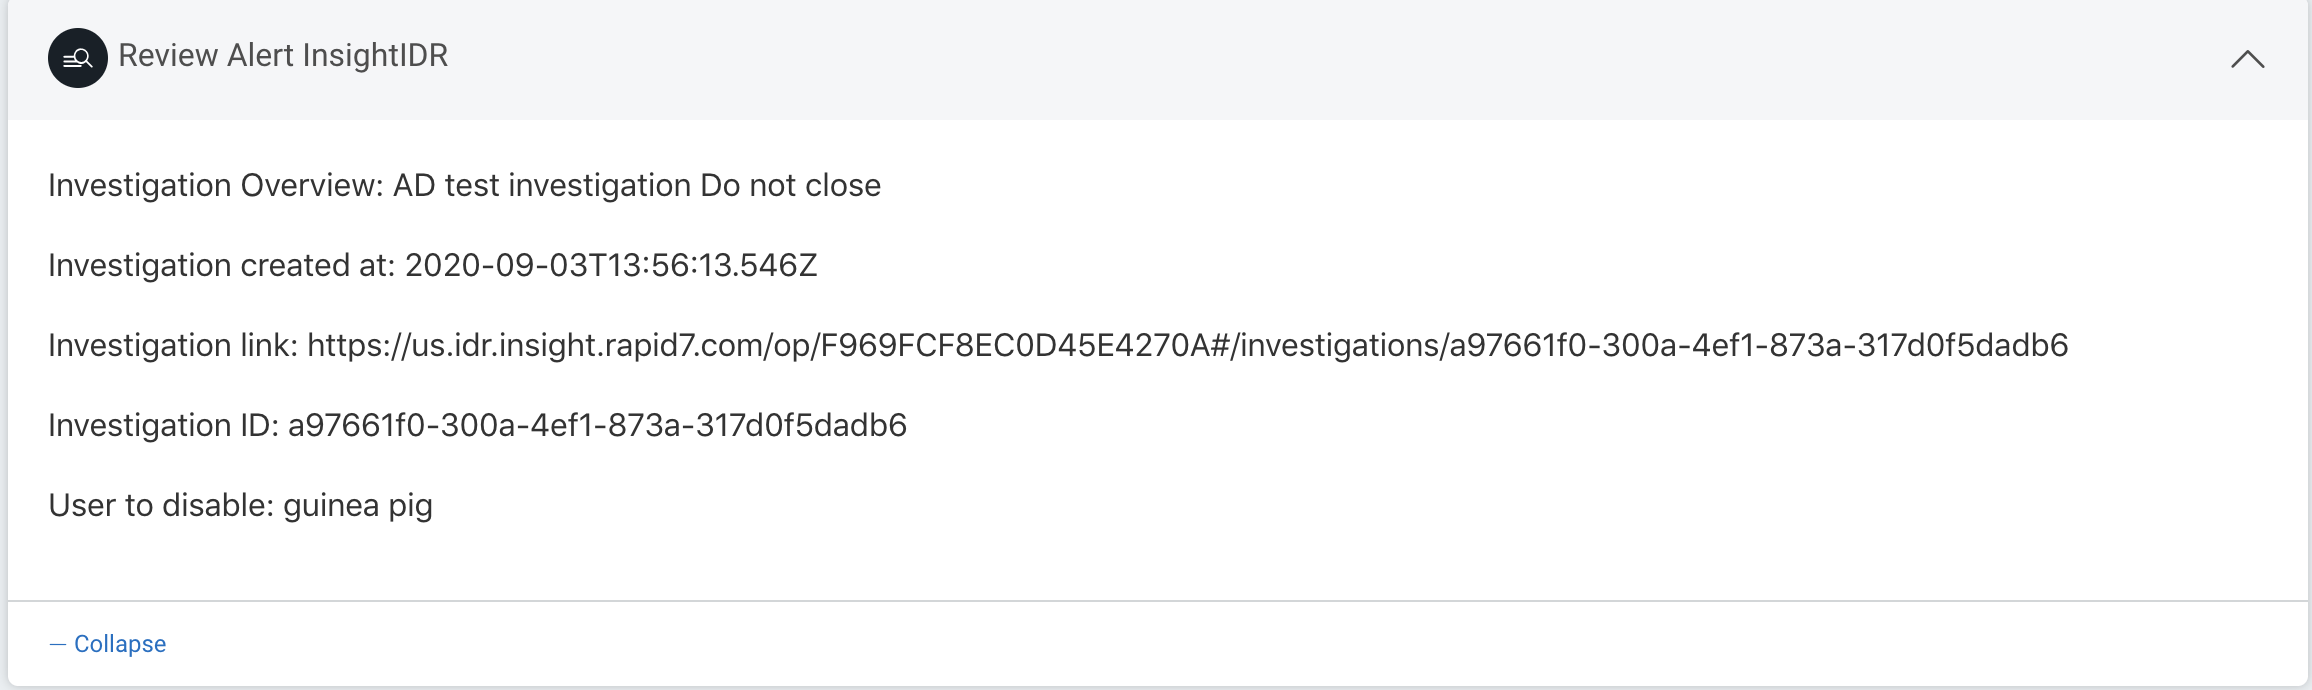 Review Alert InsightIDR
Investigation Overview: AD test investigation Do not close
Investigation created at: 2020-09-03T13:56:13.546Z
Investigation link: https://us.idr.insight.rapid7.com/op/F969FCF8EC0D45E4270A#/investigations/a97661f0-300a-4ef1-873a-317d0f5dadb6
Investigation ID: a97661f0-300a-4ef1-873a-317d0f5dadb6
User to disable: guinea pig
— Collapse